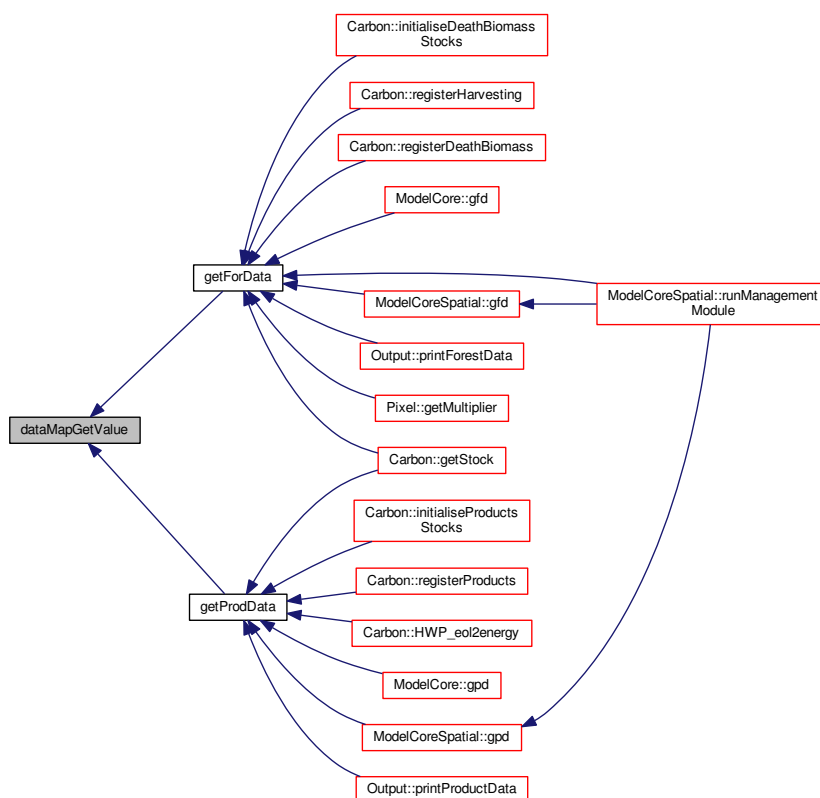 Carbon::initialiseDeathBiomass
Stocks
Carbon::registerHarvesting
Carbon::registerDeathBiomass
ModelCore::gfd
getForData
ModelCoreSpatial::gfd
ModelCoreSpatial::runManagement
Module
Output::printForestData
Pixel::getMultiplier
dataMapGetValue
Carbon::getStock
Carbon::initialiseProducts
Stocks
Carbon::registerProducts
getProdData
Carbon::HWP_eol2energy
ModelCore::gpd
ModelCoreSpatial::gpd
Output::printProductData